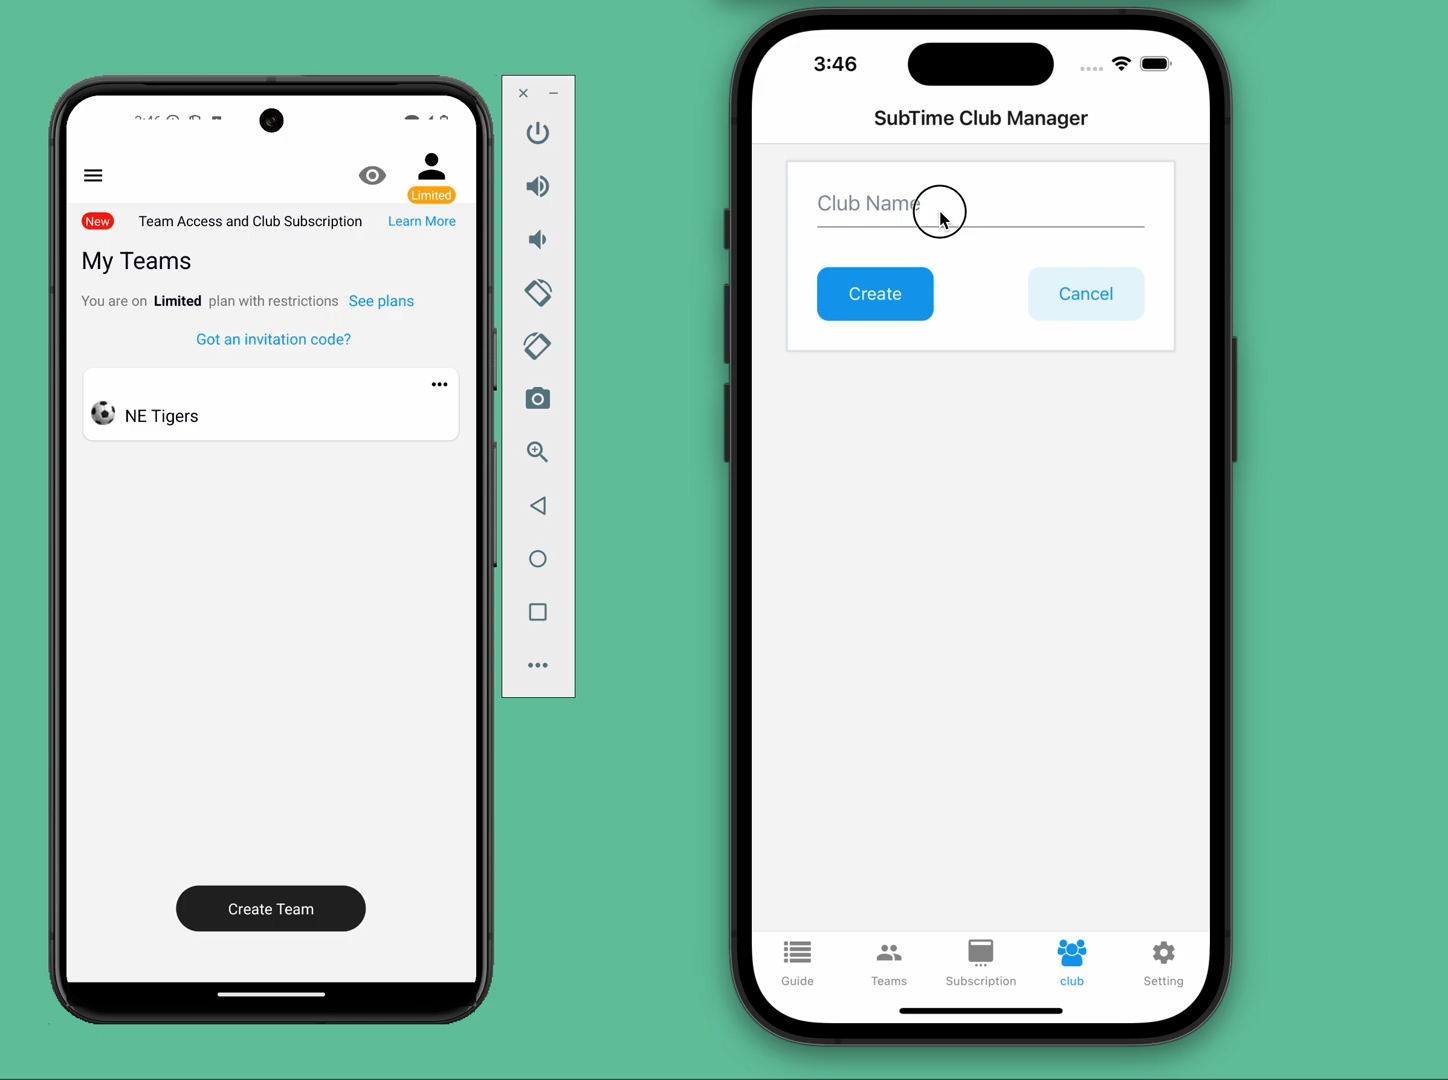 Limited
New Team Access and Club Subscription Learn More
My Teams
You are on Limited plan with restrictions See plans
Got an invitation code?
NE Tigers
Create Team
3:46
SubTime Club Manager
Club Name
Create Cancel
Guide Teams Subscription club Setting